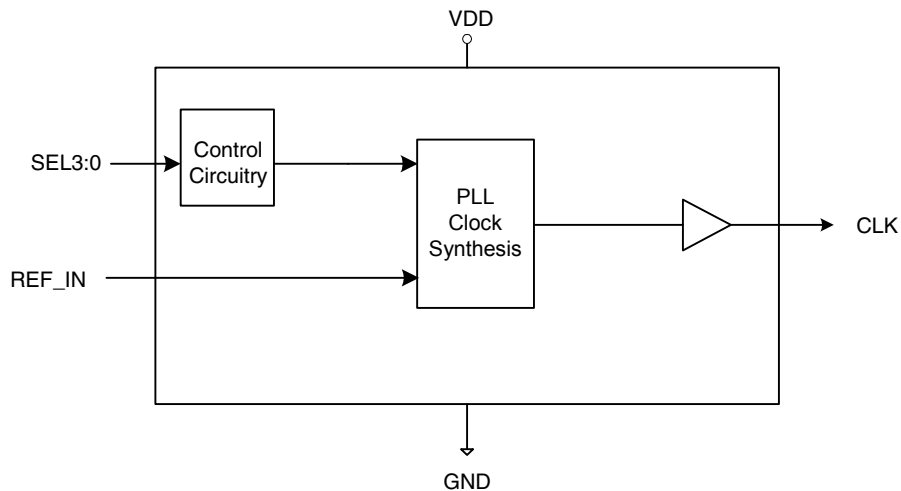 VDD
SEL3:0
Control
Circuitry
PLL
Clock
Synthesis
CLK
REF_IN
GND